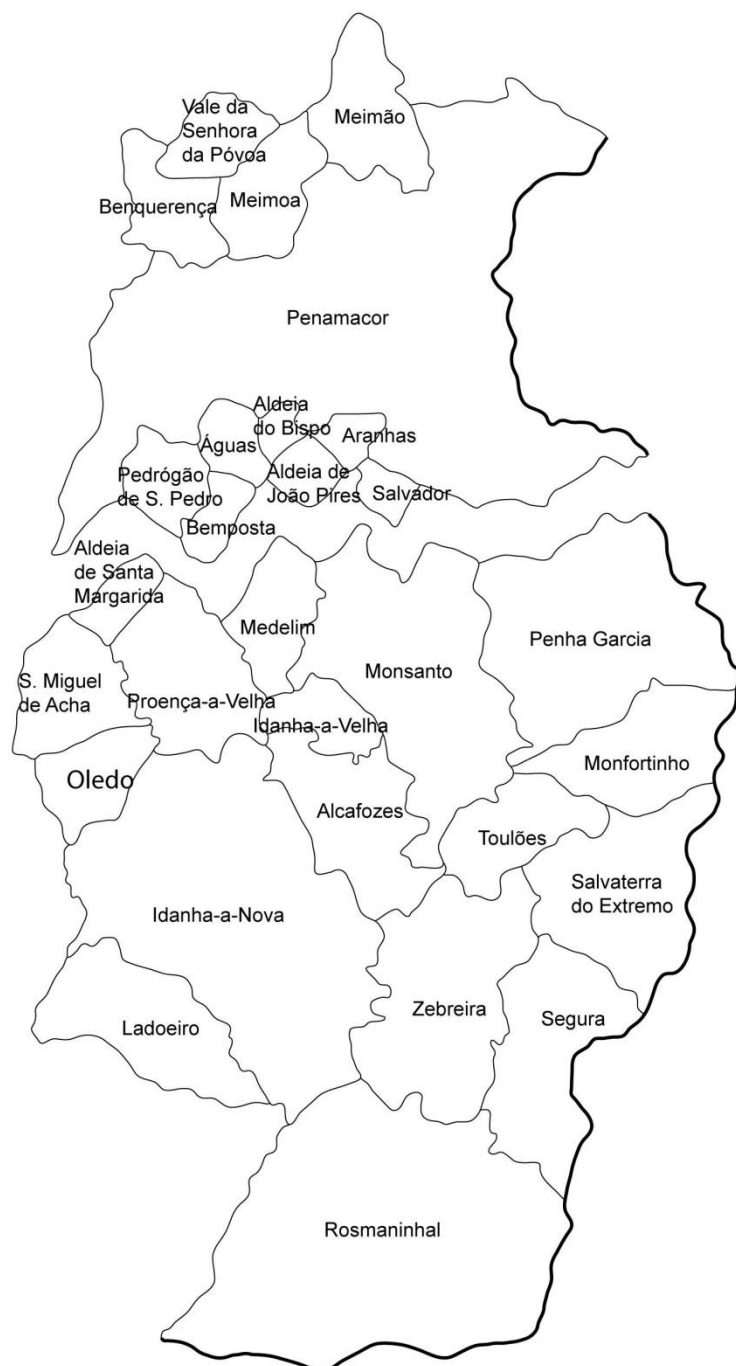 Vale da
Senhora
da Póvoa
Meimão
Benquerença
Meimoa
Penamacor
Aldeia
do Bispo
Águas
Aranhas
Pedrógão
de S. Pedro
Aldeia de
João Pires
Salvador
Bemposta
Aldeia
de Santa
Margarida
Medelim
Penha Garcia
Monsanto
S. Miguel
de Acha
Proença-a-Velha
Idanha-a-Velha
Monfortinho
Oledo
Alcafozes
Toulões
Salvaterra
do Extremo
Idanha-a-Nova
Zebreira
Segura
Ladoeiro
Rosmaninhal